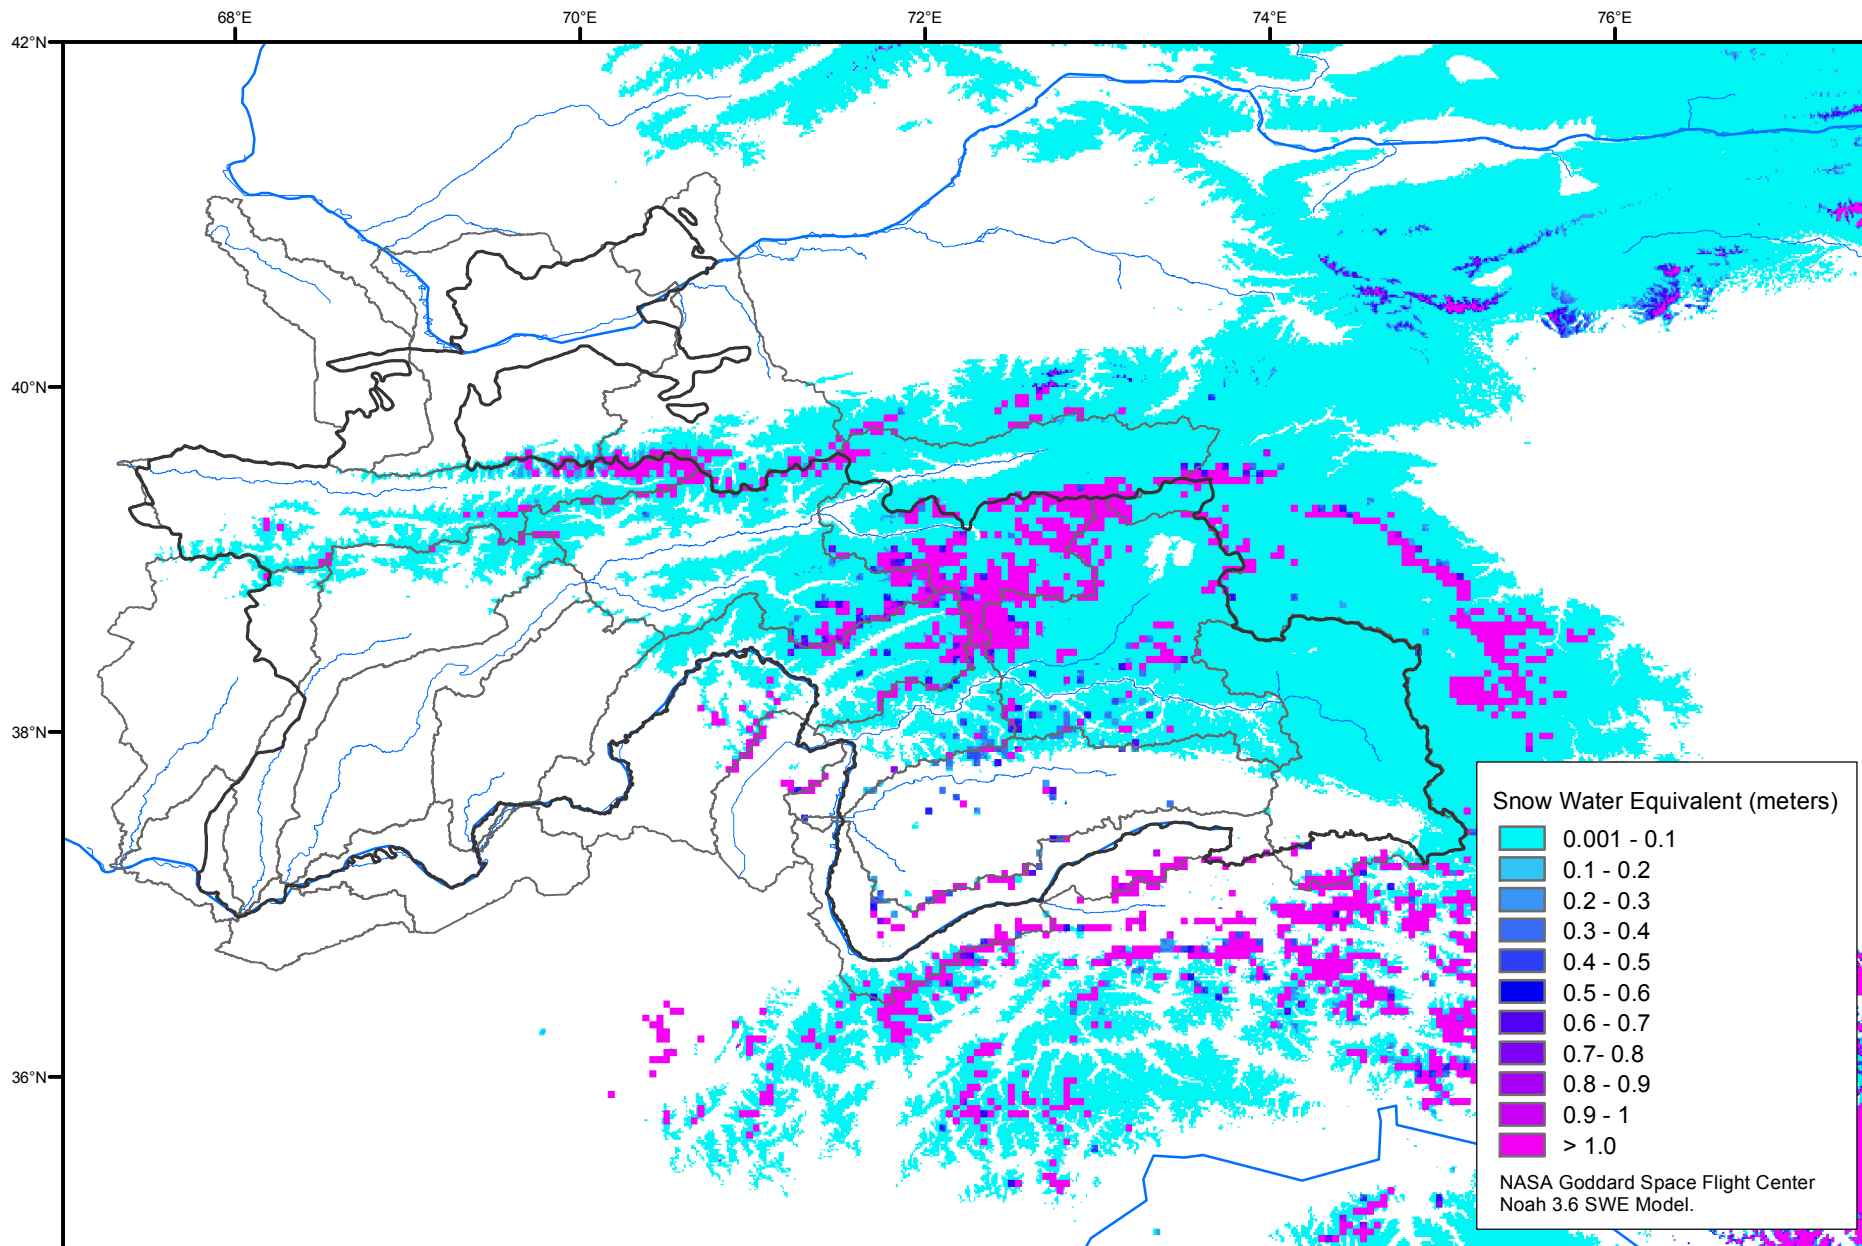 68°E
70°E
72°E
74°E
76°E
42°N
40°N
38°N
36°N
Snow Water Equivalent (meters)
0.001 - 0.1
0.1 - 0.2
0.2 - 0.3
0.3 - 0.4
0.4 - 0.5
0.5 - 0.6
0.6 - 0.7
0.7- 0.8
0.8 - 0.9
0.9 - 1
> 1.0
NASA Goddard Space Flight Center
Noah 3.6 SWE Model.